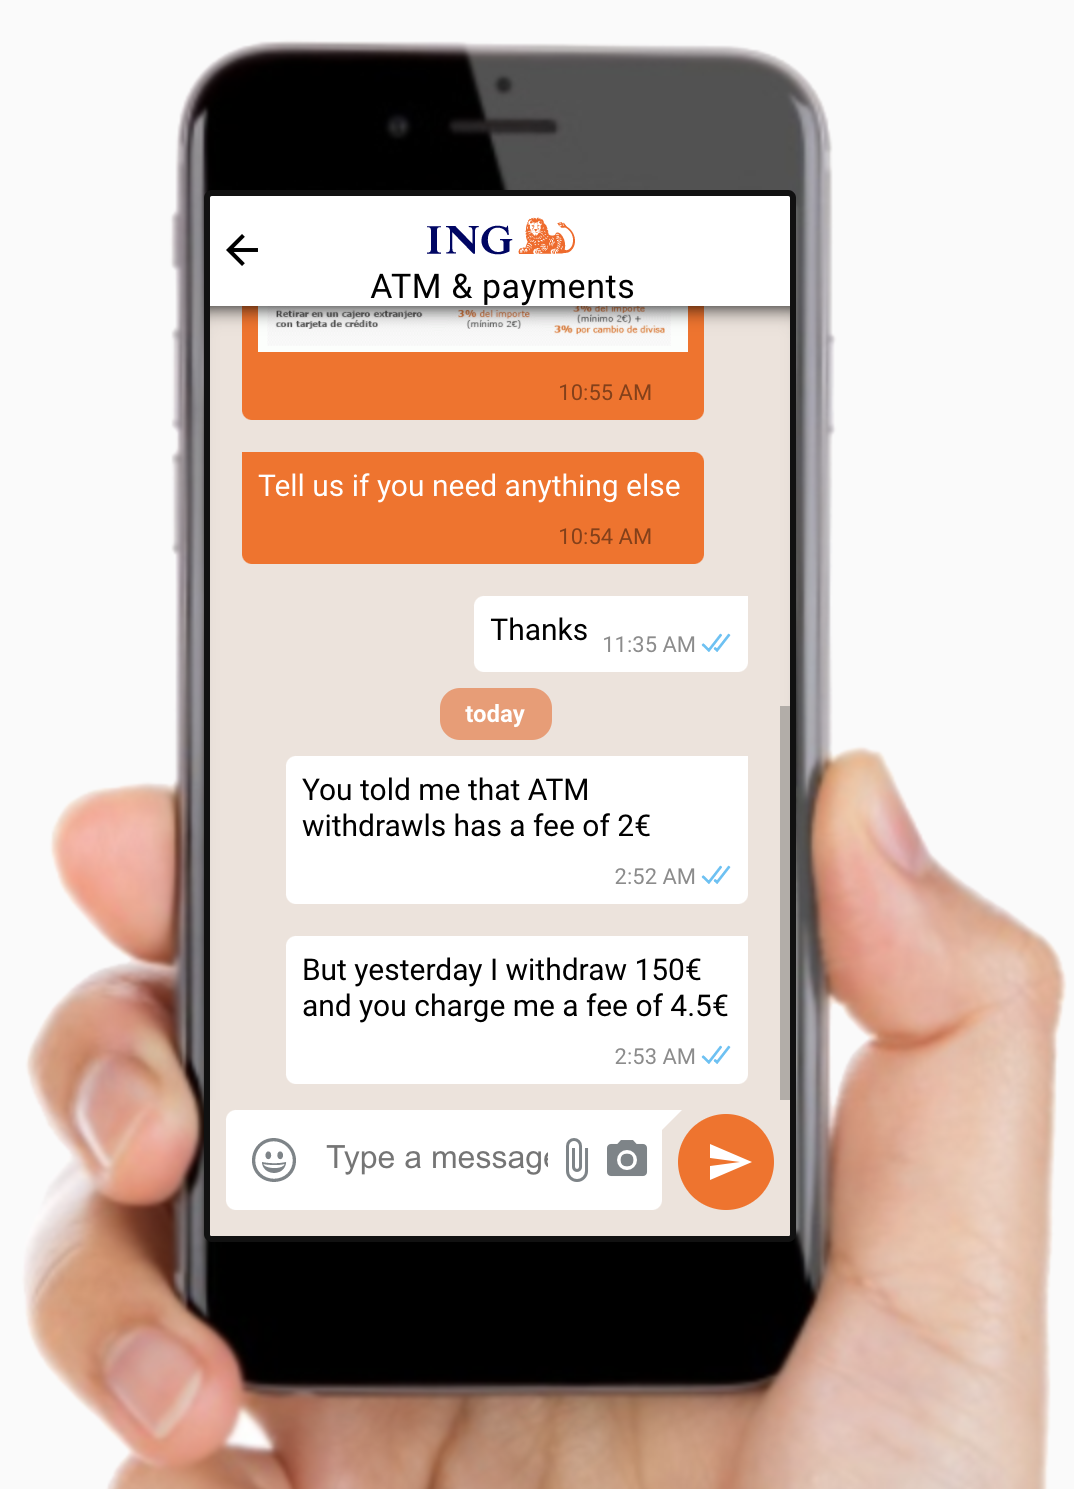 ING
ATM & payments
Retirar en un cajero extranjero
con tarjeta de crédito
3% del importe
(mínimo 2€)
3% del importe
(mínimo 2€) +
3% por cambio de divisa
10:55 AM
Tell us if you need anything else
10:54 AM
Thanks
11:35 AM
today
You told me that ATM
withdrawls has a fee of 2€
2:52 AM
But yesterday I withdraw 150€
and you charge me a fee of 4.5€
2:53 AM
Type a message